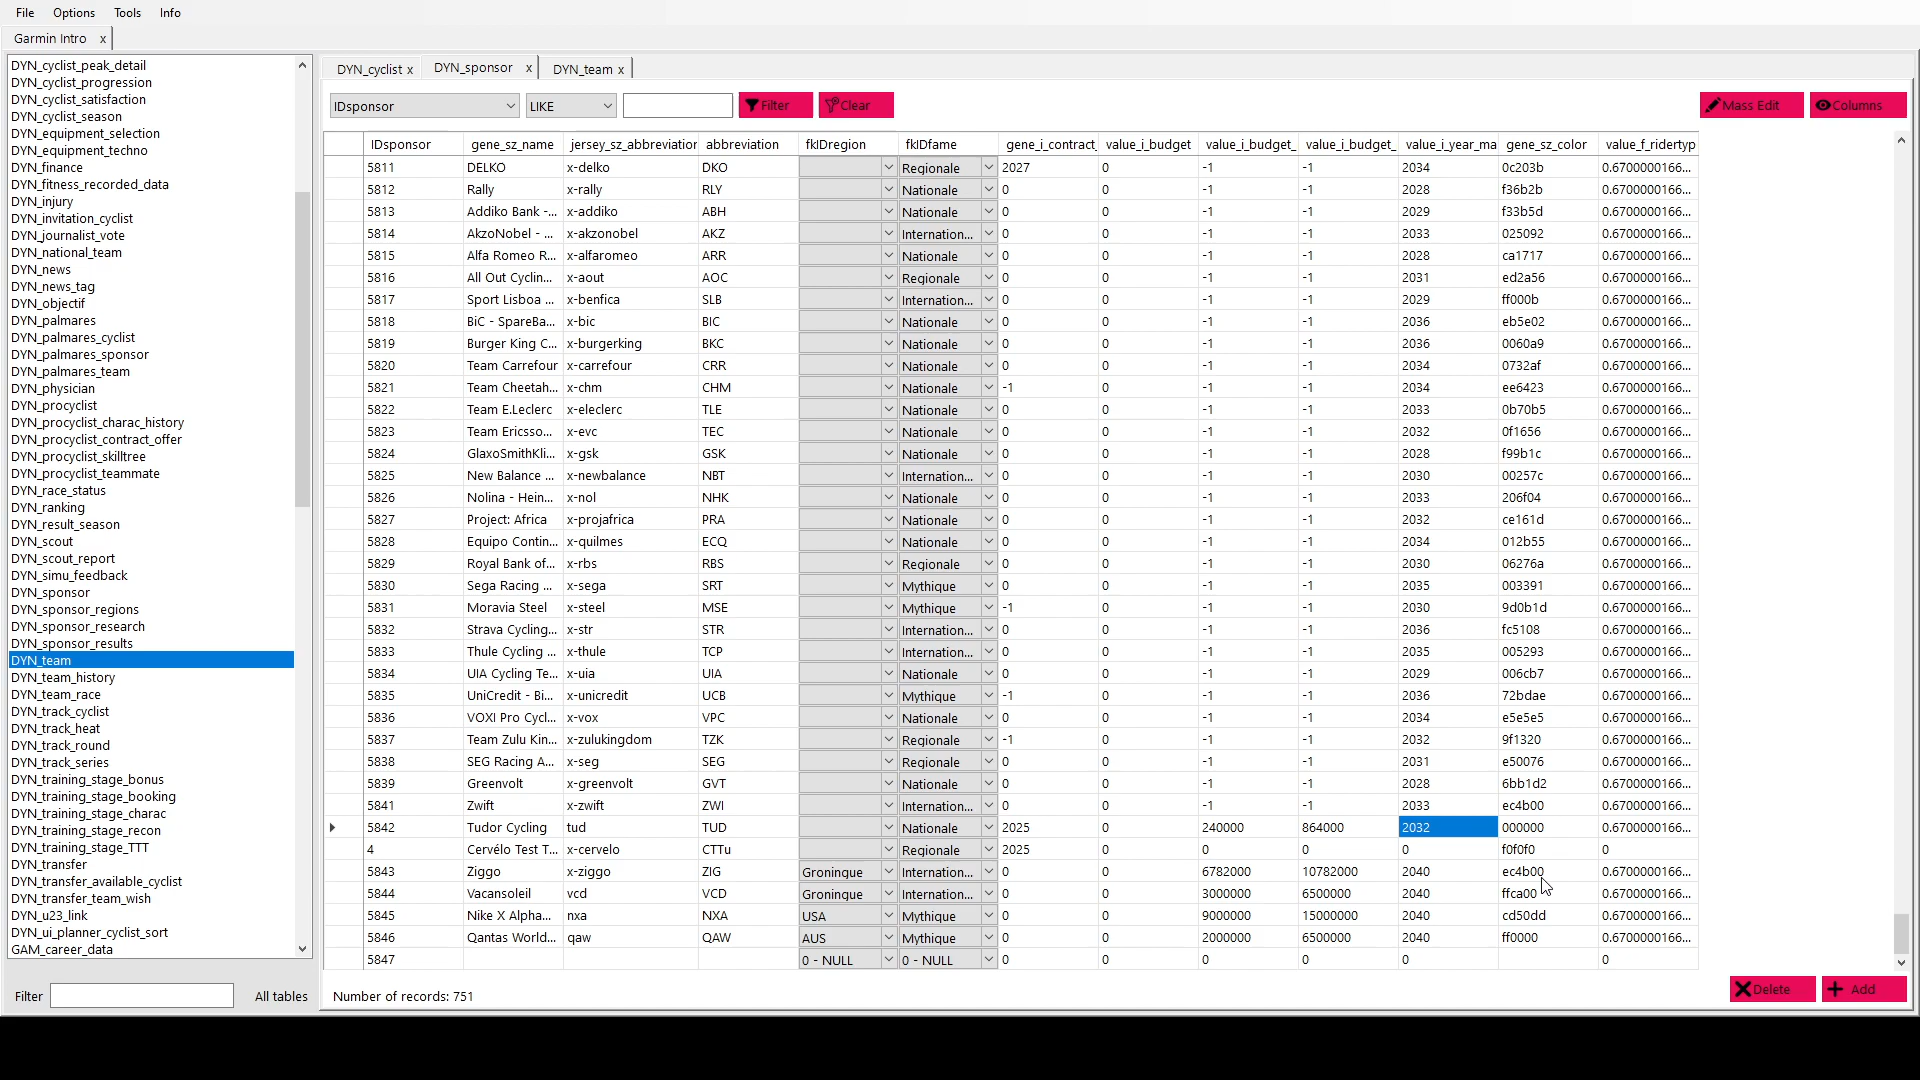 File Options Tools Info
Garmin Intro x
DYN_cyclist_peak_detail
DYN_cyclist_progression
DYN_cyclist_satisfaction
DYN_cyclist_season
DYN_equipment_selection
DYN_equipment_techno
DYN_finance
DYN_fitness_recorded_data
DYN_injury
DYN_invitation_cyclist
DYN_journalist_vote
DYN_national_team
DYN_news
DYN_news_tag
DYN_objectif
DYN_palmares
DYN_palmares_cyclist
DYN_palmares_sponsor
DYN_palmares_team
DYN_physician
DYN_procyclist
DYN_procyclist_charac_history
DYN_procyclist_contract_offer
DYN_procyclist_skilltree
DYN_procyclist_teammate
DYN_race_status
DYN_ranking
DYN_result_season
DYN_scout
DYN_scout_report
DYN_simu_feedback
DYN_sponsor
DYN_sponsor_regions
DYN_sponsor_research
DYN_sponsor_results
DYN_team
DYN_team_history
DYN_team_race
DYN_track_cyclist
DYN_track_heat
DYN_track_round
DYN_track_series
DYN_training_stage_bonus
DYN_training_stage_booking
DYN_training_stage_charac
DYN_training_stage_recon
DYN_training_stage_TTT
DYN_transfer
DYN_transfer_available_cyclist
DYN_transfer_team_wish
DYN_u23_link
DYN_ui_planner_cyclist_sort
GAM_career_data
Filter All tables
DYN_cyclist x DYN_sponsor x DYN_team x
IDsponsor LIKE Filter Clear Mass Edit Columns
IDsponsor gene_sz_name jersey_sz_abbreviation abbreviation fkIDregion fkIDfame gene_i_contract_ value_i_budget value_i_budget_ value_i_budget_ value_i_year_ma gene_sz_color value_f_ridertyp
5811 DELKO x-delko DKO Regionale 2027 0 -1 -1 2034 0c203b 0.6700000166...
5812 Rally x-rally RLY Nationale 0 0 -1 -1 2028 f36b2b 0.6700000166...
5813 Addiko Bank -... x-addiko ABH Nationale 0 0 -1 -1 2029 f33b5d 0.6700000166...
5814 AkzoNobel - ... x-akzonobel AKZ Internation... 0 0 -1 -1 2033 025092 0.6700000166...
5815 Alfa Romeo R... x-alfaromeo ARR Nationale 0 0 -1 -1 2028 ca1717 0.6700000166...
5816 All Out Cyclin... x-aout AOC Regionale 0 0 -1 -1 2031 ed2a56 0.6700000166...
5817 Sport Lisboa ... x-benfica SLB Internation... 0 0 -1 -1 2029 ff000b 0.6700000166...
5818 BiC - SpareBa... x-bic BIC Nationale 0 0 -1 -1 2036 eb5e02 0.6700000166...
5819 Burger King C... x-burgerking BKC Nationale 0 0 -1 -1 2036 0060a9 0.6700000166...
5820 Team Carrefour x-carrefour CRR Nationale 0 0 -1 -1 2034 0732af 0.6700000166...
5821 Team Cheetah... x-chm CHM Nationale -1 0 -1 -1 2034 ee6423 0.6700000166...
5822 Team E.Leclerc x-eleclerc TLE Nationale 0 0 -1 -1 2033 0b70b5 0.6700000166...
5823 Team Ericsso... x-evc TEC Nationale 0 0 -1 -1 2032 0f1656 0.6700000166...
5824 GlaxoSmithKli... x-gsk GSK Nationale 0 0 -1 -1 2028 f99b1c 0.6700000166...
5825 New Balance ... x-newbalance NBT Internation... 0 0 -1 -1 2030 00257c 0.6700000166...
5826 Nolina - Hein... x-nol NHK Nationale 0 0 -1 -1 2033 206f04 0.6700000166...
5827 Project: Africa x-projafrica PRA Nationale 0 0 -1 -1 2032 ce161d 0.6700000166...
5828 Equipo Contin... x-quilmes ECQ Nationale 0 0 -1 -1 2034 012b55 0.6700000166...
5829 Royal Bank of... x-rbs RBS Regionale 0 0 -1 -1 2030 06276a 0.6700000166...
5830 Sega Racing ... x-sega SRT Mythique 0 0 -1 -1 2035 003391 0.6700000166...
5831 Moravia Steel x-steel MSE Mythique -1 0 -1 -1 2030 9d0b1d 0.6700000166...
5832 Strava Cycling... x-str STR Internation... 0 0 -1 -1 2036 fc5108 0.6700000166...
5833 Thule Cycling ... x-thule TCP Internation... 0 0 -1 -1 2035 005293 0.6700000166...
5834 UIA Cycling Te... x-uia UIA Nationale 0 0 -1 -1 2029 006cb7 0.6700000166...
5835 UniCredit - Bi... x-unicredit UCB Mythique -1 0 -1 -1 2036 72bdae 0.6700000166...
5836 VOXI Pro Cycl... x-vox VPC Nationale 0 0 -1 -1 2034 e5e5e5 0.6700000166...
5837 Team Zulu Kin... x-zulukingdom TZK Regionale -1 0 -1 -1 2032 9f1320 0.6700000166...
5838 SEG Racing A... x-seg SEG Regionale 0 0 -1 -1 2031 e50076 0.6700000166...
5839 Greenvolt x-greenvolt GVT Nationale 0 0 -1 -1 2028 6bb1d2 0.6700000166...
5841 Zwift x-zwift ZWI Internation... 0 0 -1 -1 2033 ec4b00 0.6700000166...
5842 Tudor Cycling tud TUD Nationale 2025 0 240000 864000 2032 000000 0.6700000166...
4 Cervélo Test T... x-cervelo CTTu Regionale 2025 0 0 0 0 f0f0f0 0
5843 Ziggo x-ziggo ZIG Groningue Internation... 0 0 6782000 10782000 2040 ec4b00 0.6700000166...
5844 Vacansoleil vcd VCD Groningue Internation... 0 0 3000000 6500000 2040 ffca00 0.6700000166...
5845 Nike X Alpha... nxa NXA USA Mythique 0 0 9000000 15000000 2040 cd50dd 0.6700000166...
5846 Qantas World... qaw QAW AUS Mythique 0 0 2000000 6500000 2040 ff0000 0.6700000166...
5847 0 - NULL 0 - NULL 0 0 0 0 0 0
Number of records: 751 Delete Add